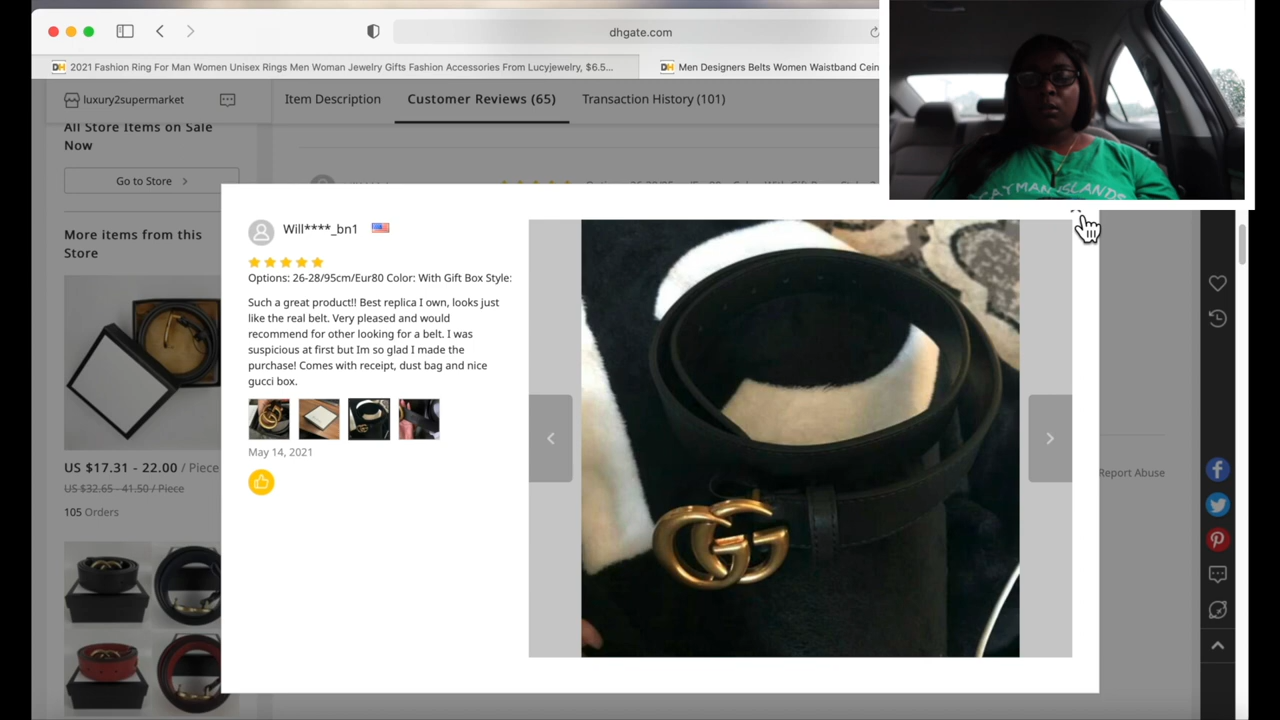 dhgate.com
2021 Fashion Ring For Man Women Unisex Rings Men Woman Jewelry Gifts Fashion Accessories From Lucyjewelry, $6.5...
Men Designers Belts Women Waistband Cein
luxury2supermarket
Item Description
Customer Reviews (65)
Transaction History (101)
All Store Items on Sale
Now
Go to Store
More items from this
Store
US $17.31 - 22.00 / Piece
US $32.65 - 41.50 / Piece
105 Orders
Will****_bn1
Options: 26-28/95cm/Eur80 Color: With Gift Box Style:
Such a great product!! Best replica I own, looks just
like the real belt. Very pleased and would
recommend for other looking for a belt. I was
suspicious at first but Im so glad I made the
purchase! Comes with receipt, dust bag and nice
gucci box.
May 14, 2021
Report Abuse
CAYMAN ISLANDS